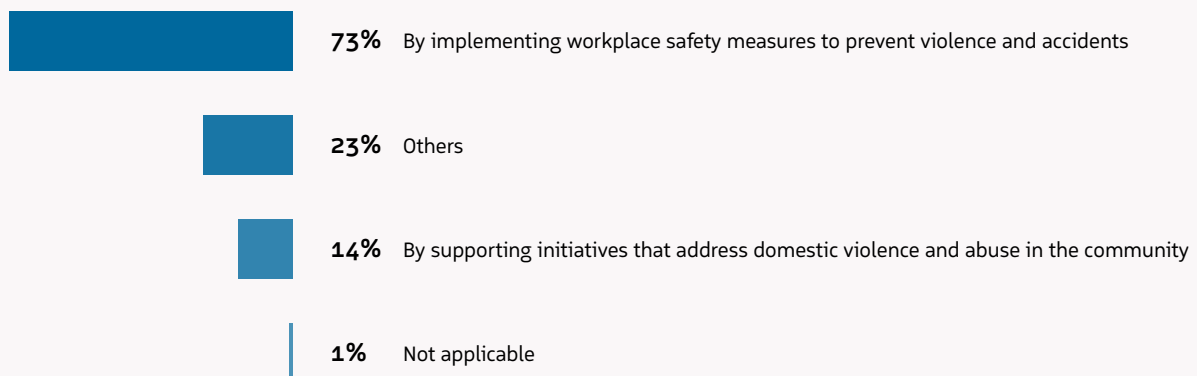 73% By implementing workplace safety measures to prevent violence and accidents
23% Others
14% By supporting initiatives that address domestic violence and abuse in the community
1% Not applicable